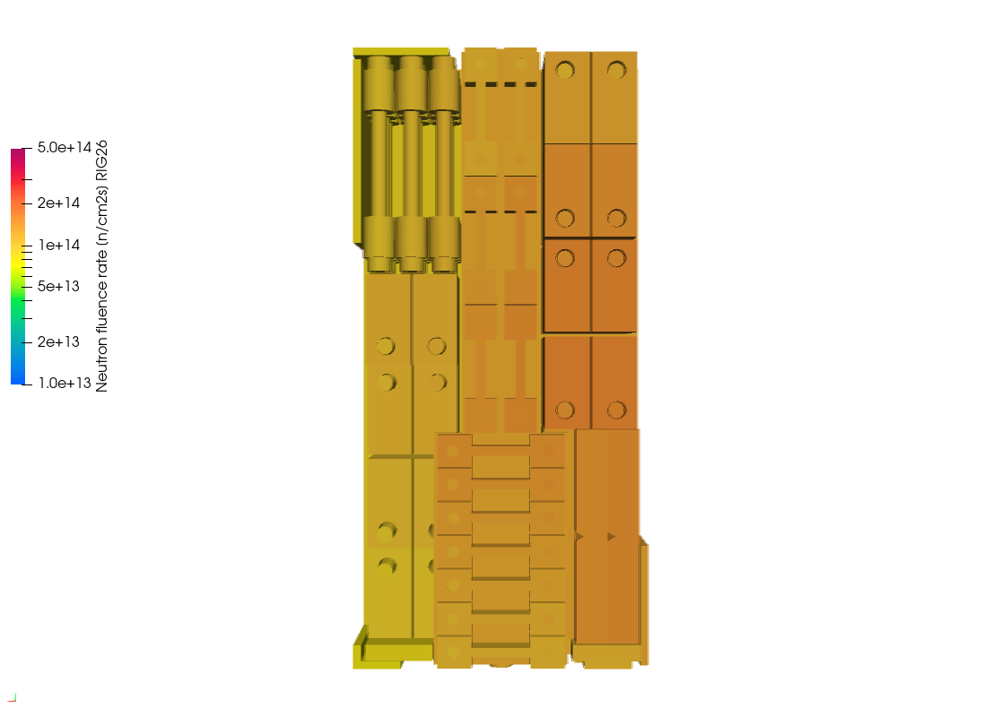 5.0e+14
2e+14
1e+14
5e+13
2e+13
1.0e+13
Neutron fluence rate (n/cm2s) RIG26